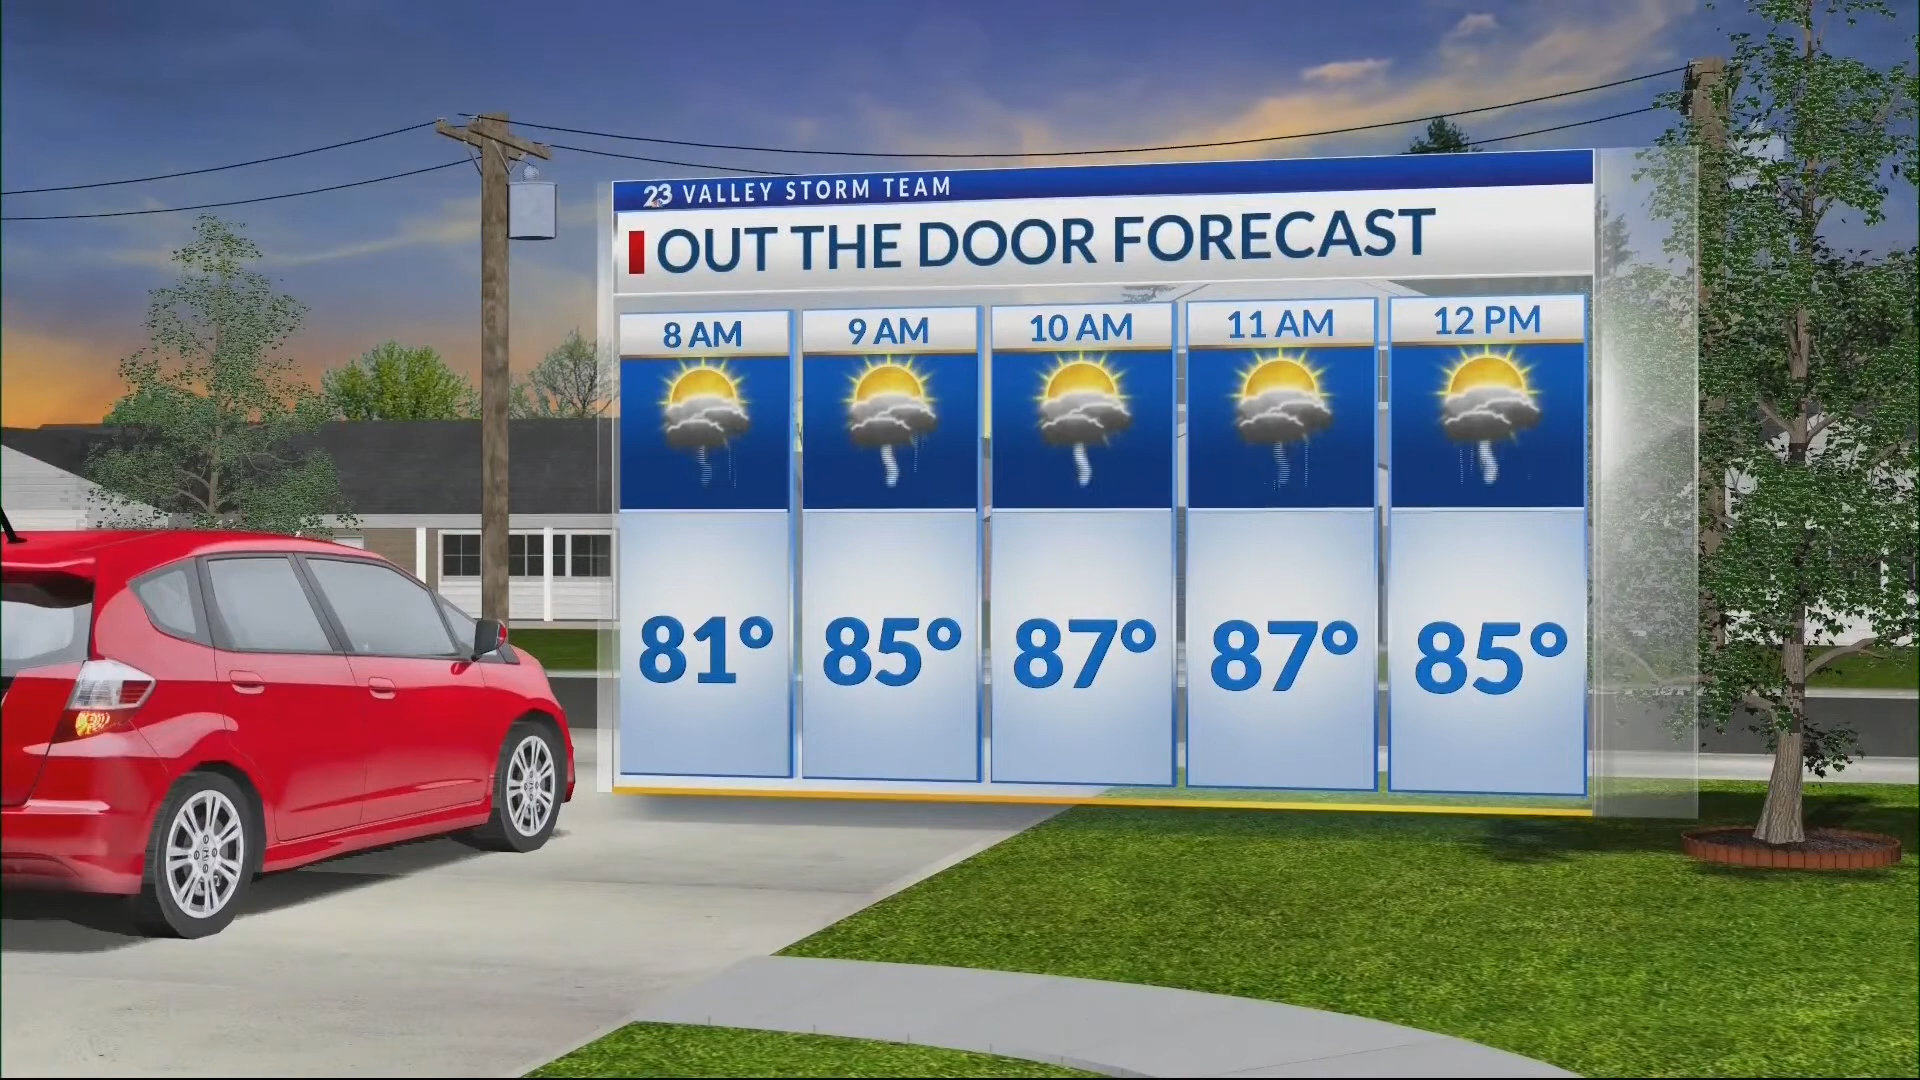 23 VALLEY STORM TEAM
OUT THE DOOR FORECAST
8 AM 9 AM 10 AM 11 AM 12 PM
81° 85° 87° 87° 85°